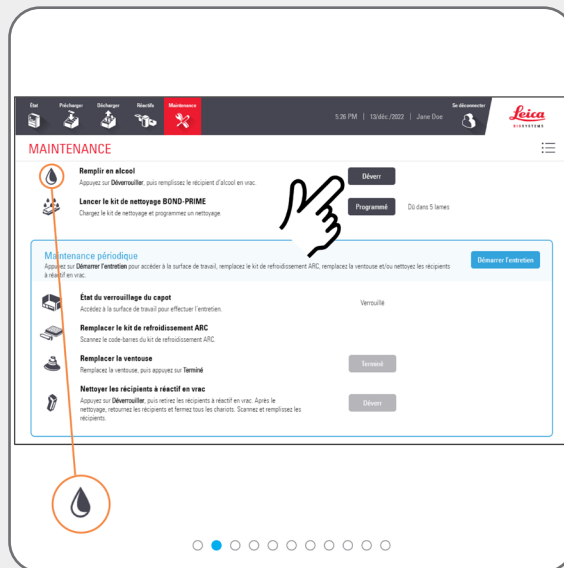 État Précharger Décharger Réactifs Maintenance Se déconnecter
5:26 PM | 13/déc./2022 | Jane Doe
Leica
BIOSYSTEMS
MAINTENANCE
Remplir en alcool
Appuyez sur Déverrouiller, puis remplissez le récipient d'alcool en vrac.
Déverr
Lancer le kit de nettoyage BOND-PRIME
Chargez le kit de nettoyage et programmes un nettoyage.
Programmé Dû dans 5 lames
Maintenance périodique
Appuyez sur Démarrer l'entretien pour accéder à la surface de travail, remplacez le kit de refroidissement ARC, remplacez la ventouse et/ou nettoyez les récipients
à réactif en vrac.
Démarrer l'entretien
État du verrouillage du capot
Accédez à la surface de travail pour effectuer l'entretien.
Verrouillé
Remplacer le kit de refroidissement ARC
Scannez le code-barres du kit de refroidissement ARC.
Remplacer la ventouse
Remplacez la ventouse, puis appuyez sur Terminé
Terminé
Nettoyer les récipients à réactif en vrac
Appuyez sur Déverrouiller, puis retirez les récipients à réactif en vrac. Après le
nettoyage, retournez les récipients et fermez tous les chariots. Scannez et remplissez les
récipients.
Déverr